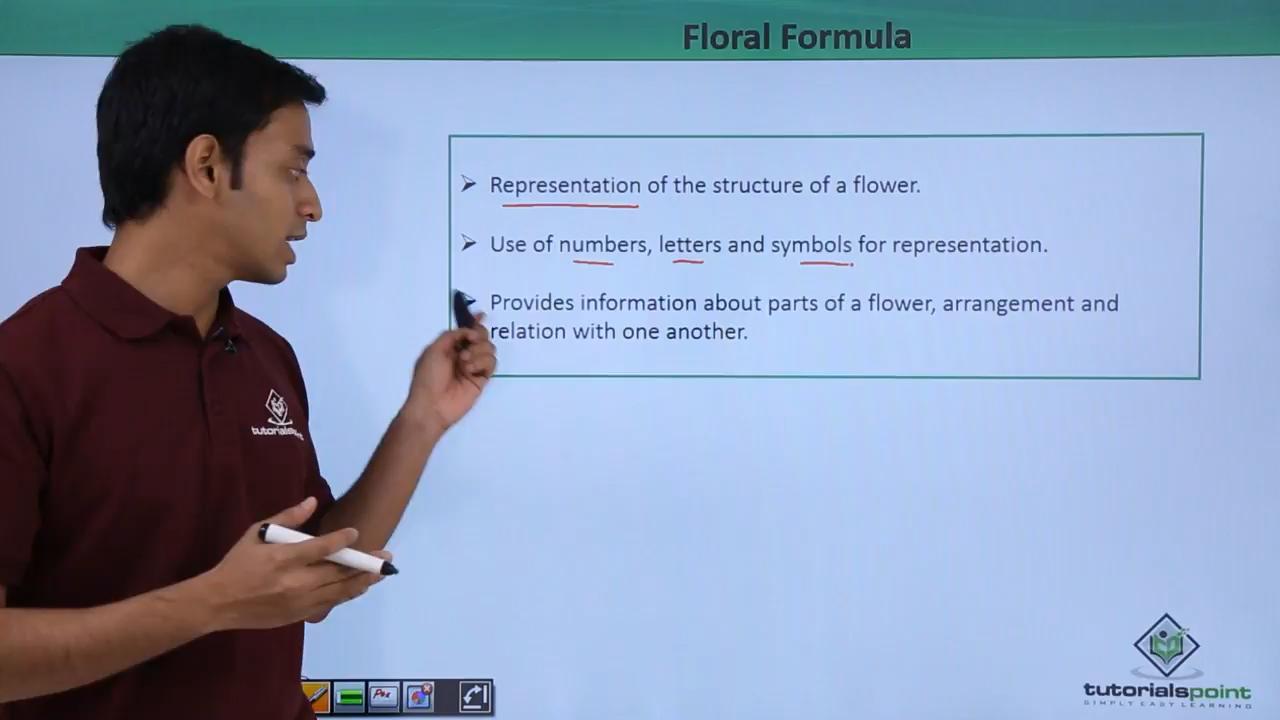 Floral Formula
Representation of the structure of a flower.
Use of numbers, letters and symbols for representation.
Provides information about parts of a flower, arrangement and
relation with one another.
tutorialspoint
tutorialspoint
SIMPLY EASY LEARNING